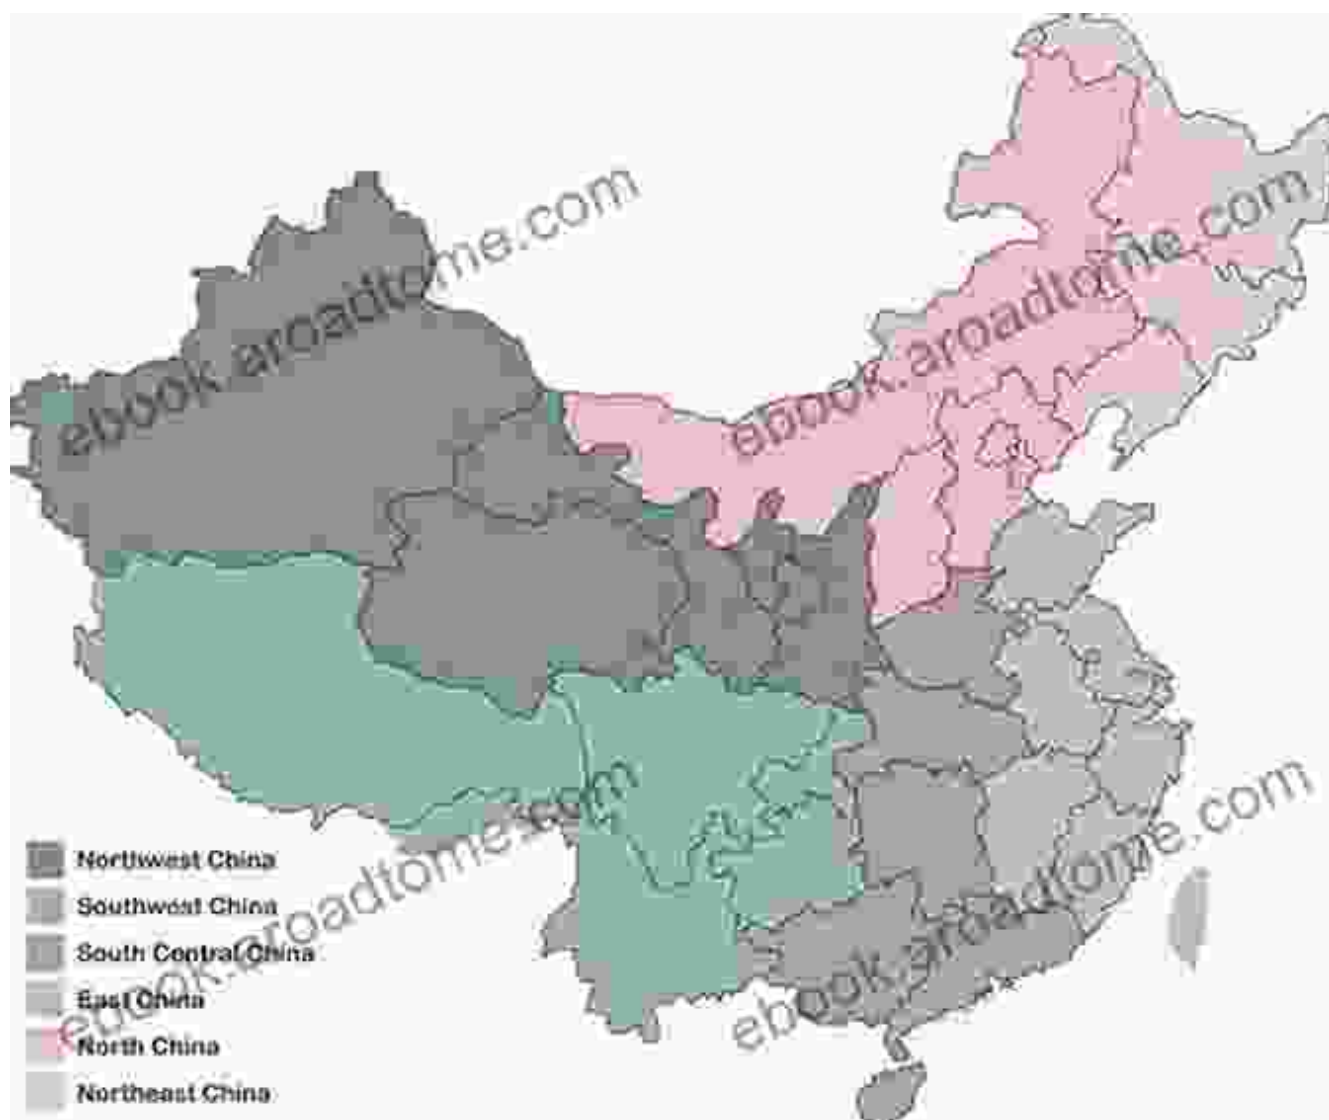 ebook.aroadtome.com
ebook.aroadtome.com
Northwest China
Southwest China
South Central China
East China
North China
Northeast China
ebook.aroadtome.com
ebook.aroadtome.com